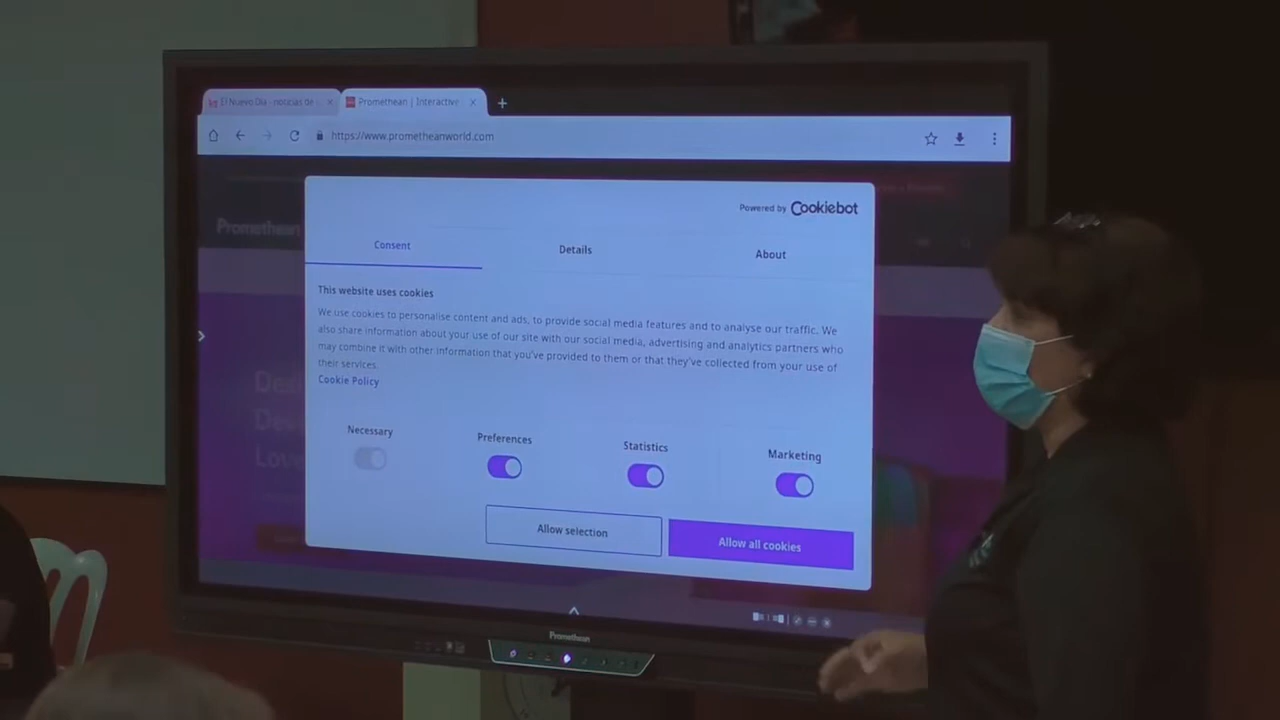 El Nuevo Día - noticias de
Promethean | Interactive
https://www.prometheanworld.com
Powered by Cookiebot
Promethean
Consent
Details
About
This website uses cookies
We use cookies to personalise content and ads, to provide social media features and to analyse our traffic. We
also share information about your use of our site with our social media, advertising and analytics partners who
may combine it with other information that you've provided to them or that they've collected from your use of
their services.
Cookie Policy
Necessary
Preferences
Statistics
Marketing
Allow selection
Allow all cookies
Promethean